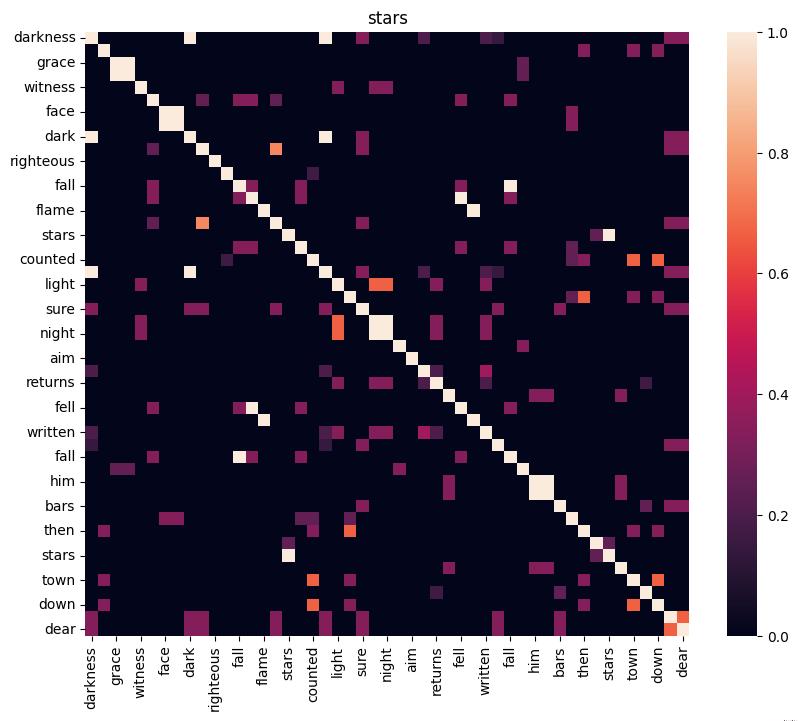 stars
darkness
grace
witness
face
dark
righteous
fall
flame
stars
counted
light
sure
night
aim
returns
fell
written
fall
him
bars
then
stars
town
down
dear
1.0
0.8
0.6
0.4
0.2
0.0
darkness
grace
witness
face
dark
righteous
fall
flame
stars
counted
light
sure
night
aim
returns
fell
written
fall
him
bars
then
stars
town
down
dear